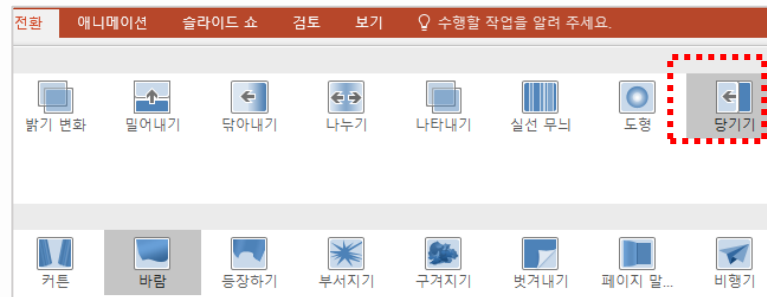 전환 애니메이션 슬라이드 쇼 검토 보기 수행할 작업을 알려 주세요.
밝기 변화 밀어내기 닦아내기 나누기 나타내기 실선 무늬 도형 당기기
커튼 바람 등장하기 부서지기 구겨지기 벗겨내기 페이지 말... 비행기